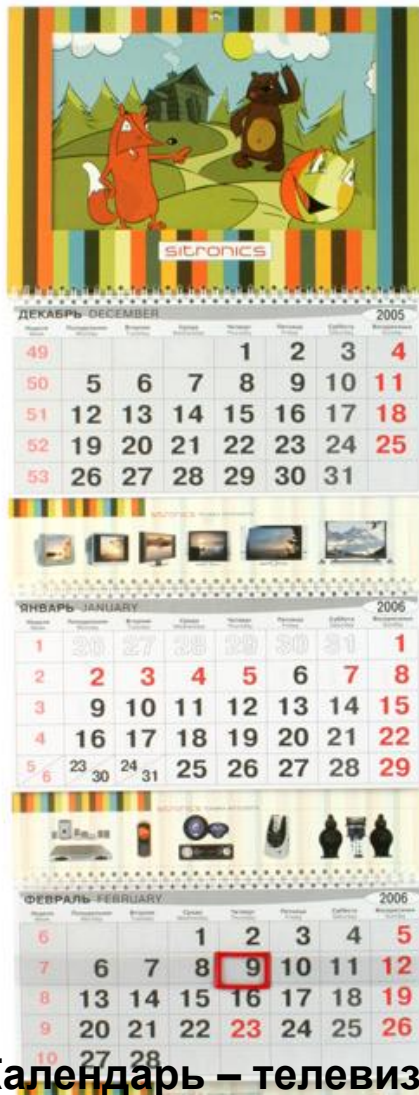 SITRONICS
ДЕКАБРЬ DECEMBER 2005
49 1 2 3 4
50 5 6 7 8 9 10 11
51 12 13 14 15 16 17 18
52 19 20 21 22 23 24 25
53 26 27 28 29 30 31
SITRONICS
ЯНВАРЬ JANUARY 2006
1 26 27 28 29 30 31 1
2 2 3 4 5 6 7 8
3 9 10 11 12 13 14 15
4 16 17 18 19 20 21 22
5 6 23 30 24 31 25 26 27 28 29
SITRONICS
ФЕВРАЛЬ FEBRUARY 2006
6 1 2 3 4 5
7 6 7 8 9 10 11 12
8 13 14 15 16 17 18 19
9 20 21 22 23 24 25 26
10 27 28
Календарь – телевиз